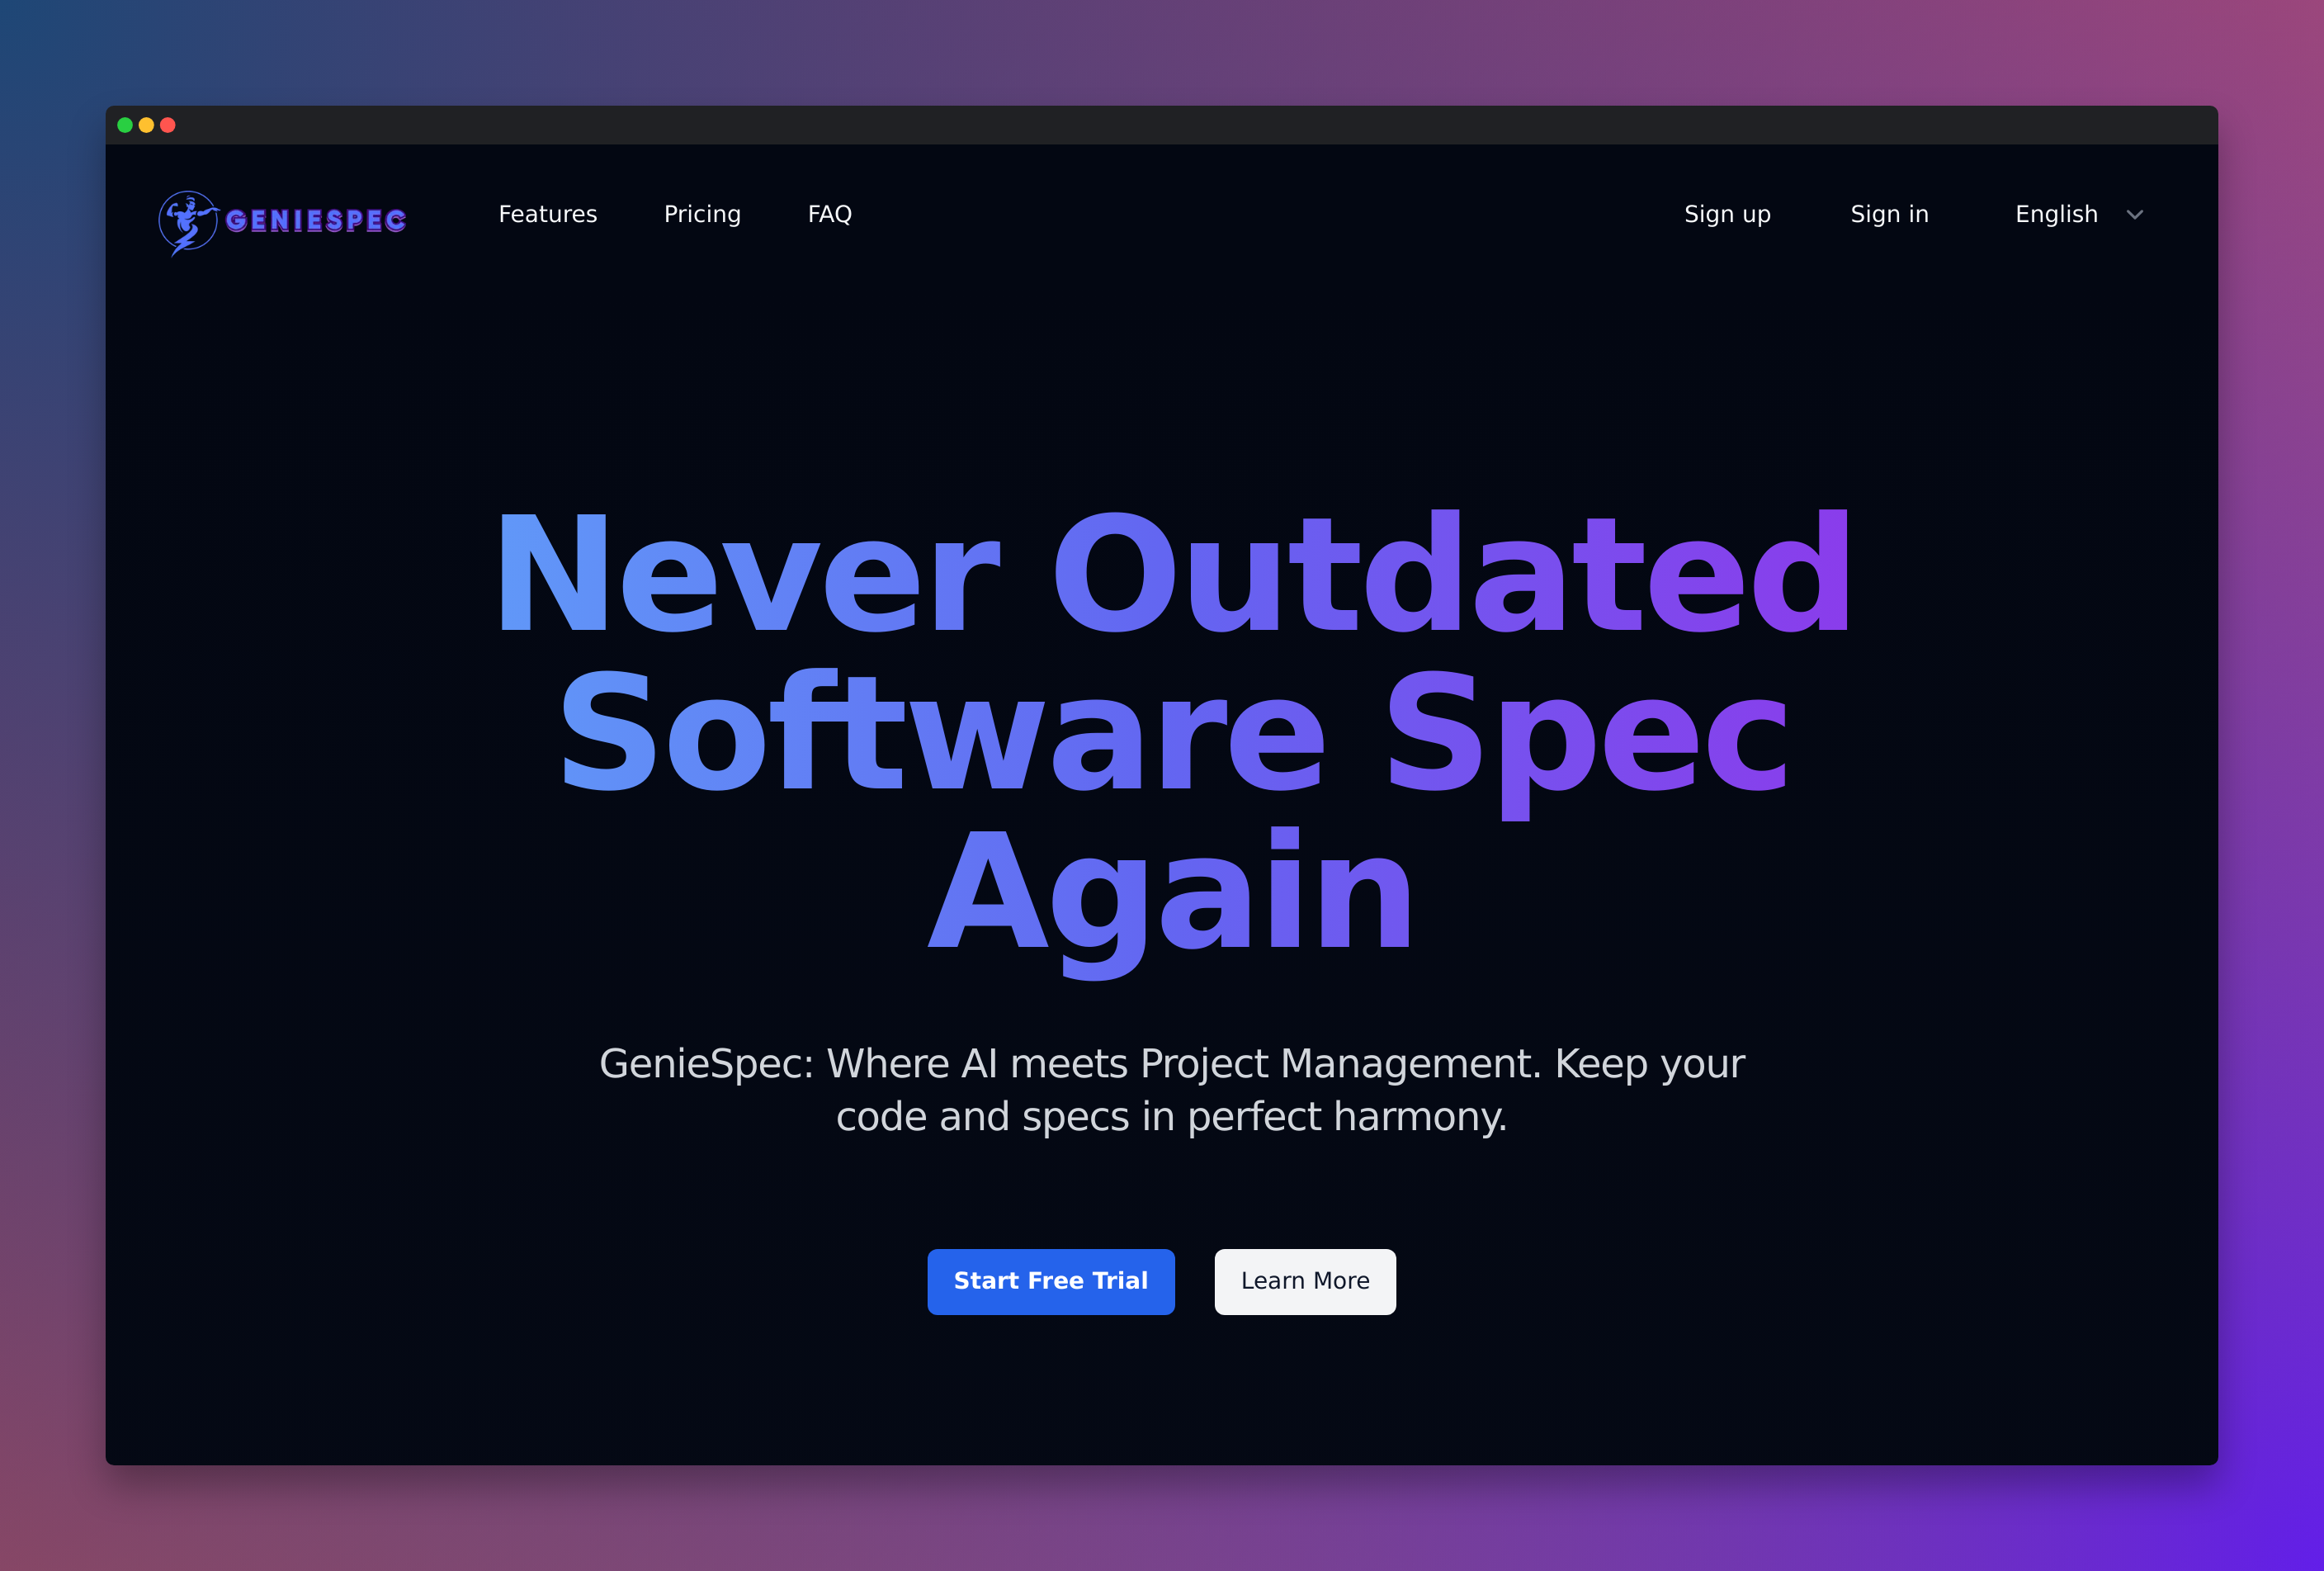 GENIESPEC
Features
Pricing
FAQ
Sign up
Sign in
English
Never Outdated
Software Spec
Again
GenieSpec: Where AI meets Project Management. Keep your
code and specs in perfect harmony.
Start Free Trial
Learn More